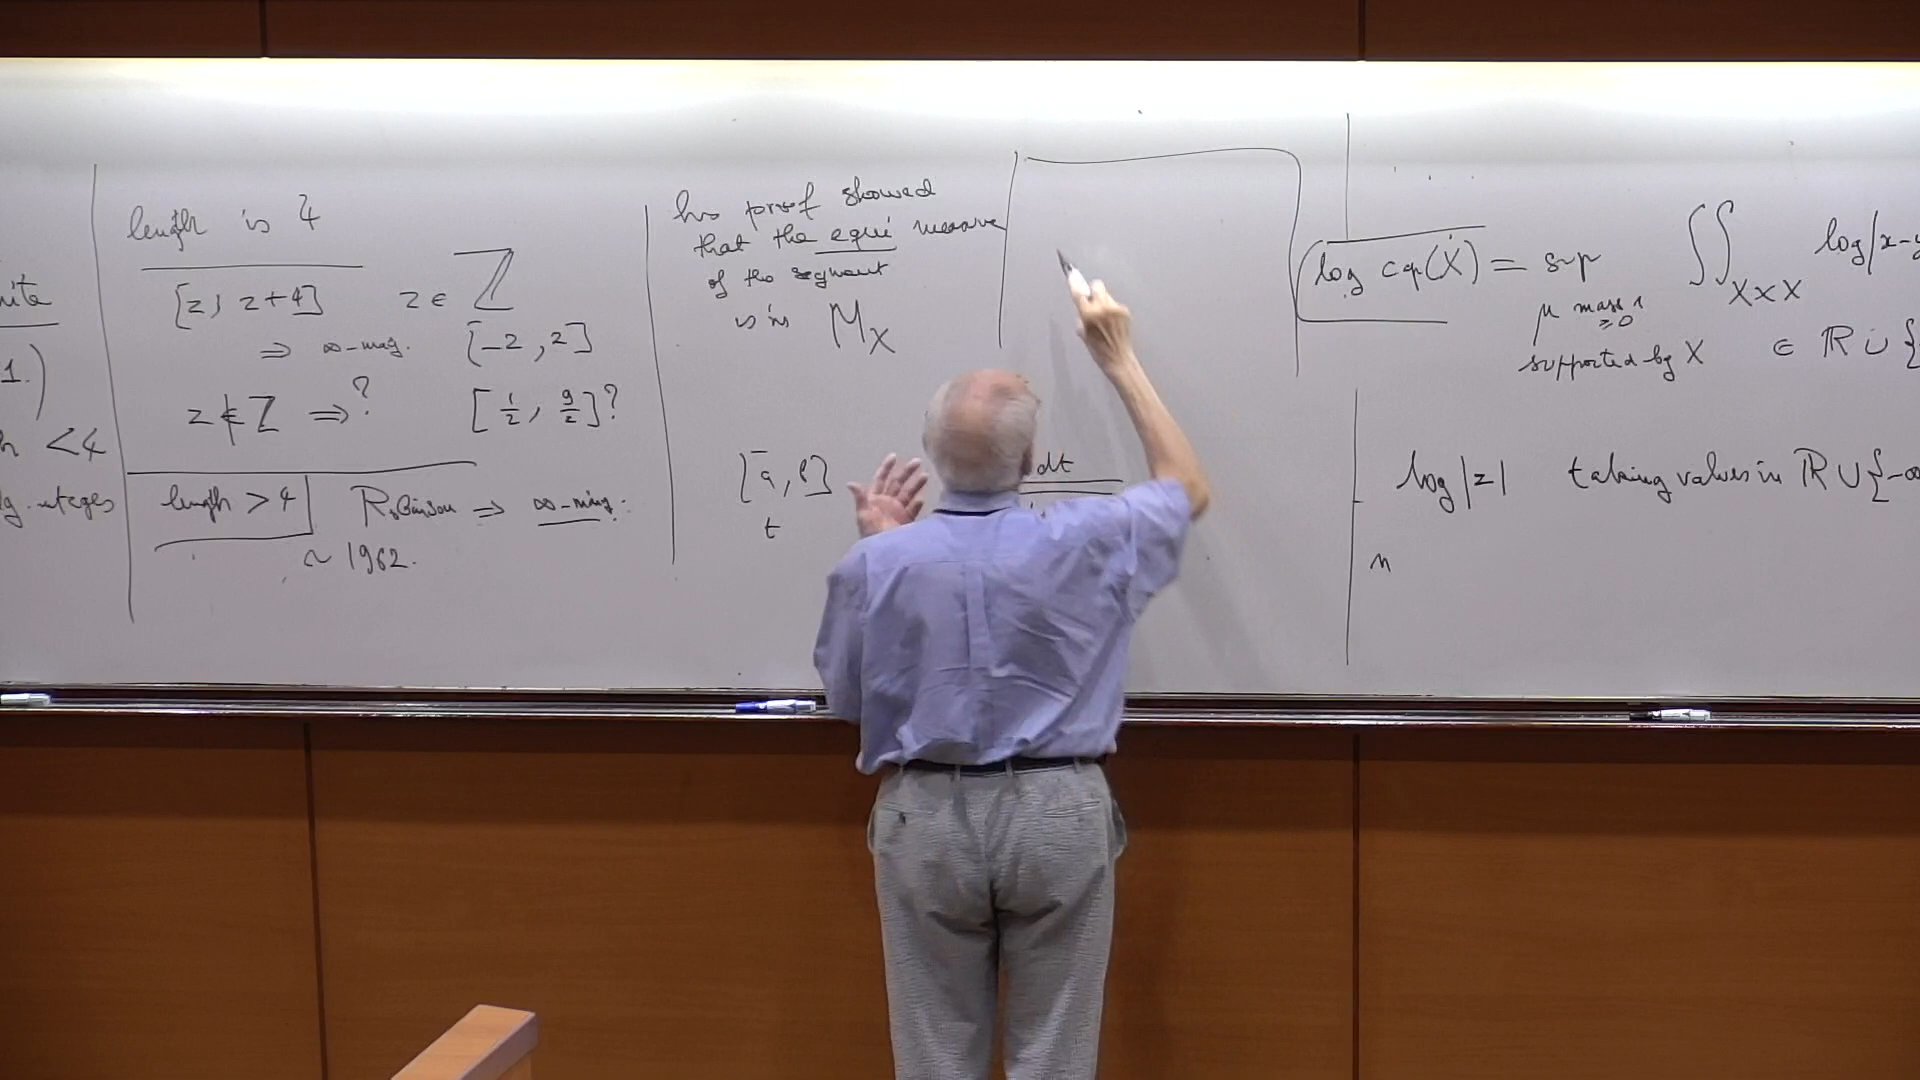 nite
1.)
<4
length is 4
[z, z+4] z ∈ ℤ
⇒ ∞-many. [-2, 2]
z ∉ ℤ ⇒ ? [1/2, 9/2]?
length > 4 Robinson ⇒ ∞-many.
~ 1962.
his proof showed
that the equi measure
of the segment
is in M_X
[a, b] dt
t
log cap(X) = sup ∬_{X×X} log|x-y
μ mass 1
≥0
supported by X ∈ ℝ ∪ {
log |z| taking values in ℝ ∪ {-∞
n